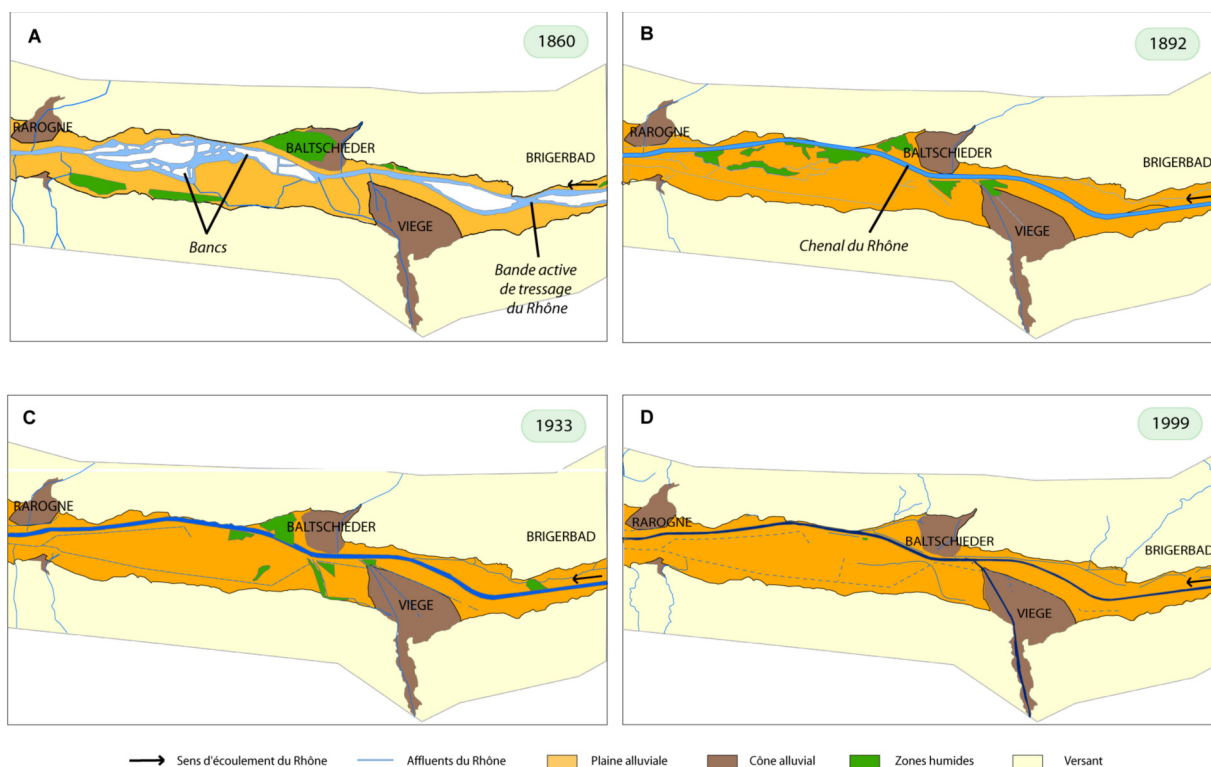 A
1860
RAROGNE
BALTSCHIEDER
BRIGERBAD
VIEGE
Bancs
Bande active
de tressage
du Rhône
B
1892
RAROGNE
BALTSCHIEDER
BRIGERBAD
VIEGE
Chenal du Rhône
C
1933
RAROGNE
BALTSCHIEDER
BRIGERBAD
VIEGE
D
1999
RAROGNE
BALTSCHIEDER
BRIGERBAD
VIEGE
Sens d'écoulement du Rhône
Affluents du Rhône
Plaine alluviale
Cône alluvial
Zones humides
Versant